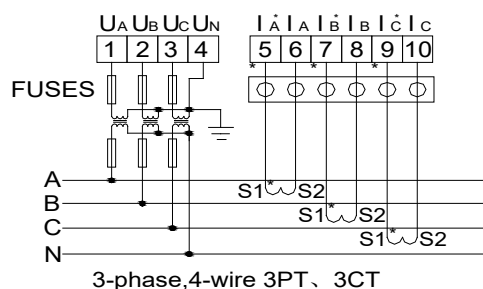 UA UB UC UN I*A IA I*B IB I*C IC
1 2 3 4 5 6 7 8 9 10
* * *
FUSES
A
S1 * S2
B
S1 * S2
C
S1 * S2
N
3-phase,4-wire 3PT、3CT